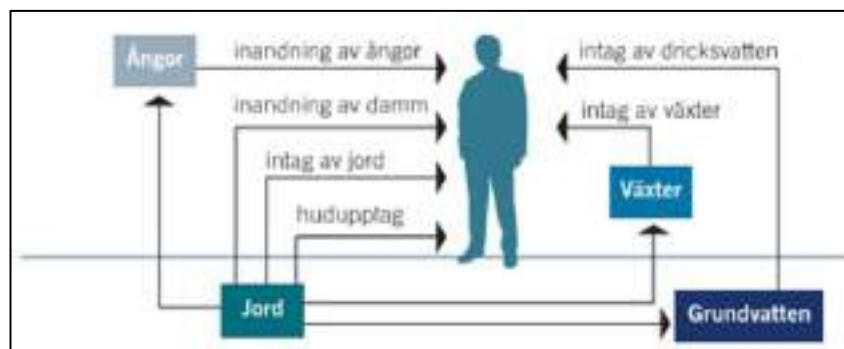 Ångor
inandning av ångor
intag av dricksvatten
inandning av damm
intag av växter
intag av jord
Växter
hudupptag
Jord
Grundvatten